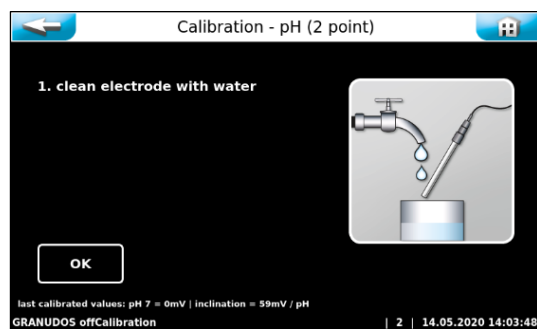 Calibration - pH (2 point)
1. clean electrode with water
OK
last calibrated values: pH 7 = 0mV | inclination = 59mV / pH
GRANUDOS offCalibration | 2 | 14.05.2020 14:03:48